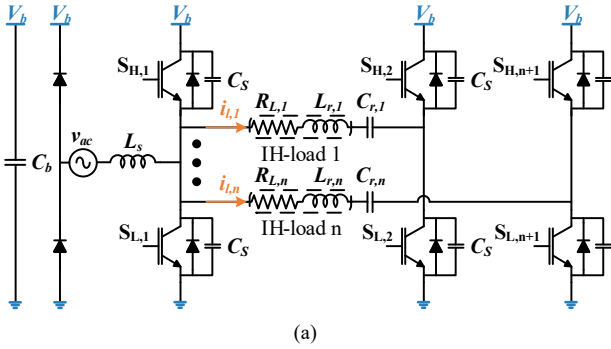 V_b V_b V_b V_b V_b
S_H,1 C_S S_H,2 C_S S_H,n+1 C_S
R_L,1 L_r,1 C_r,1
i_l,1
IH-load 1
v_ac L_s
C_b
R_L,n L_r,n C_r,n
i_l,n
IH-load n
S_L,1 C_S S_L,2 C_S S_L,n+1 C_S
(a)